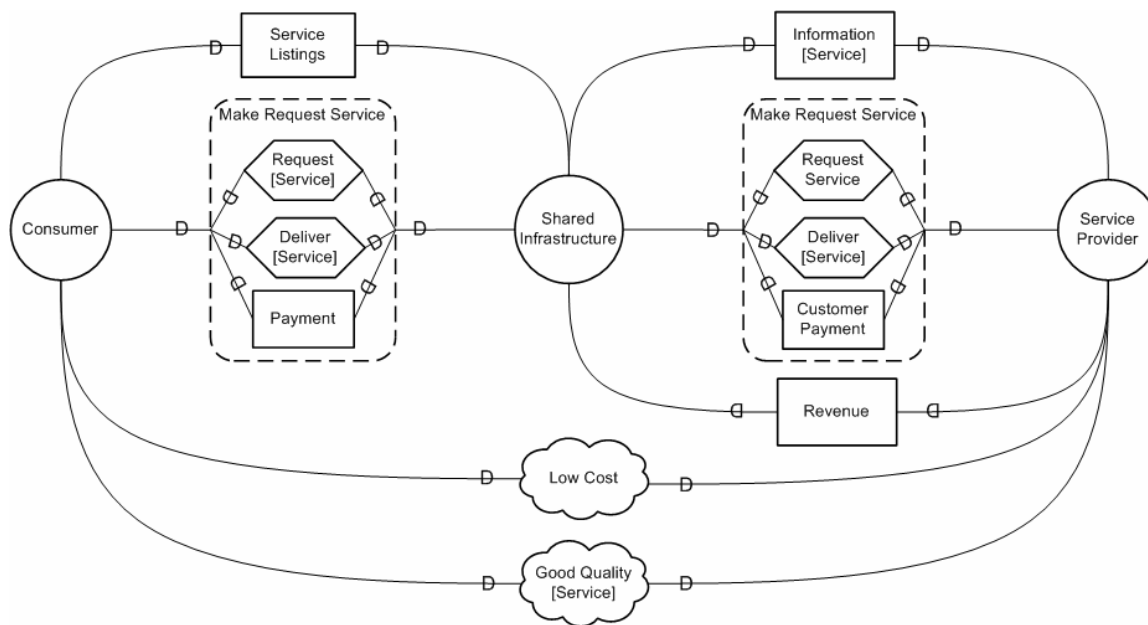 Service
Listings
Information
[Service]
Make Request Service
Make Request Service
Request
[Service]
Request
Service
Consumer
Deliver
[Service]
Shared
Infrastructure
Deliver
[Service]
Service
Provider
Payment
Customer
Payment
Revenue
Low Cost
Good Quality
[Service]